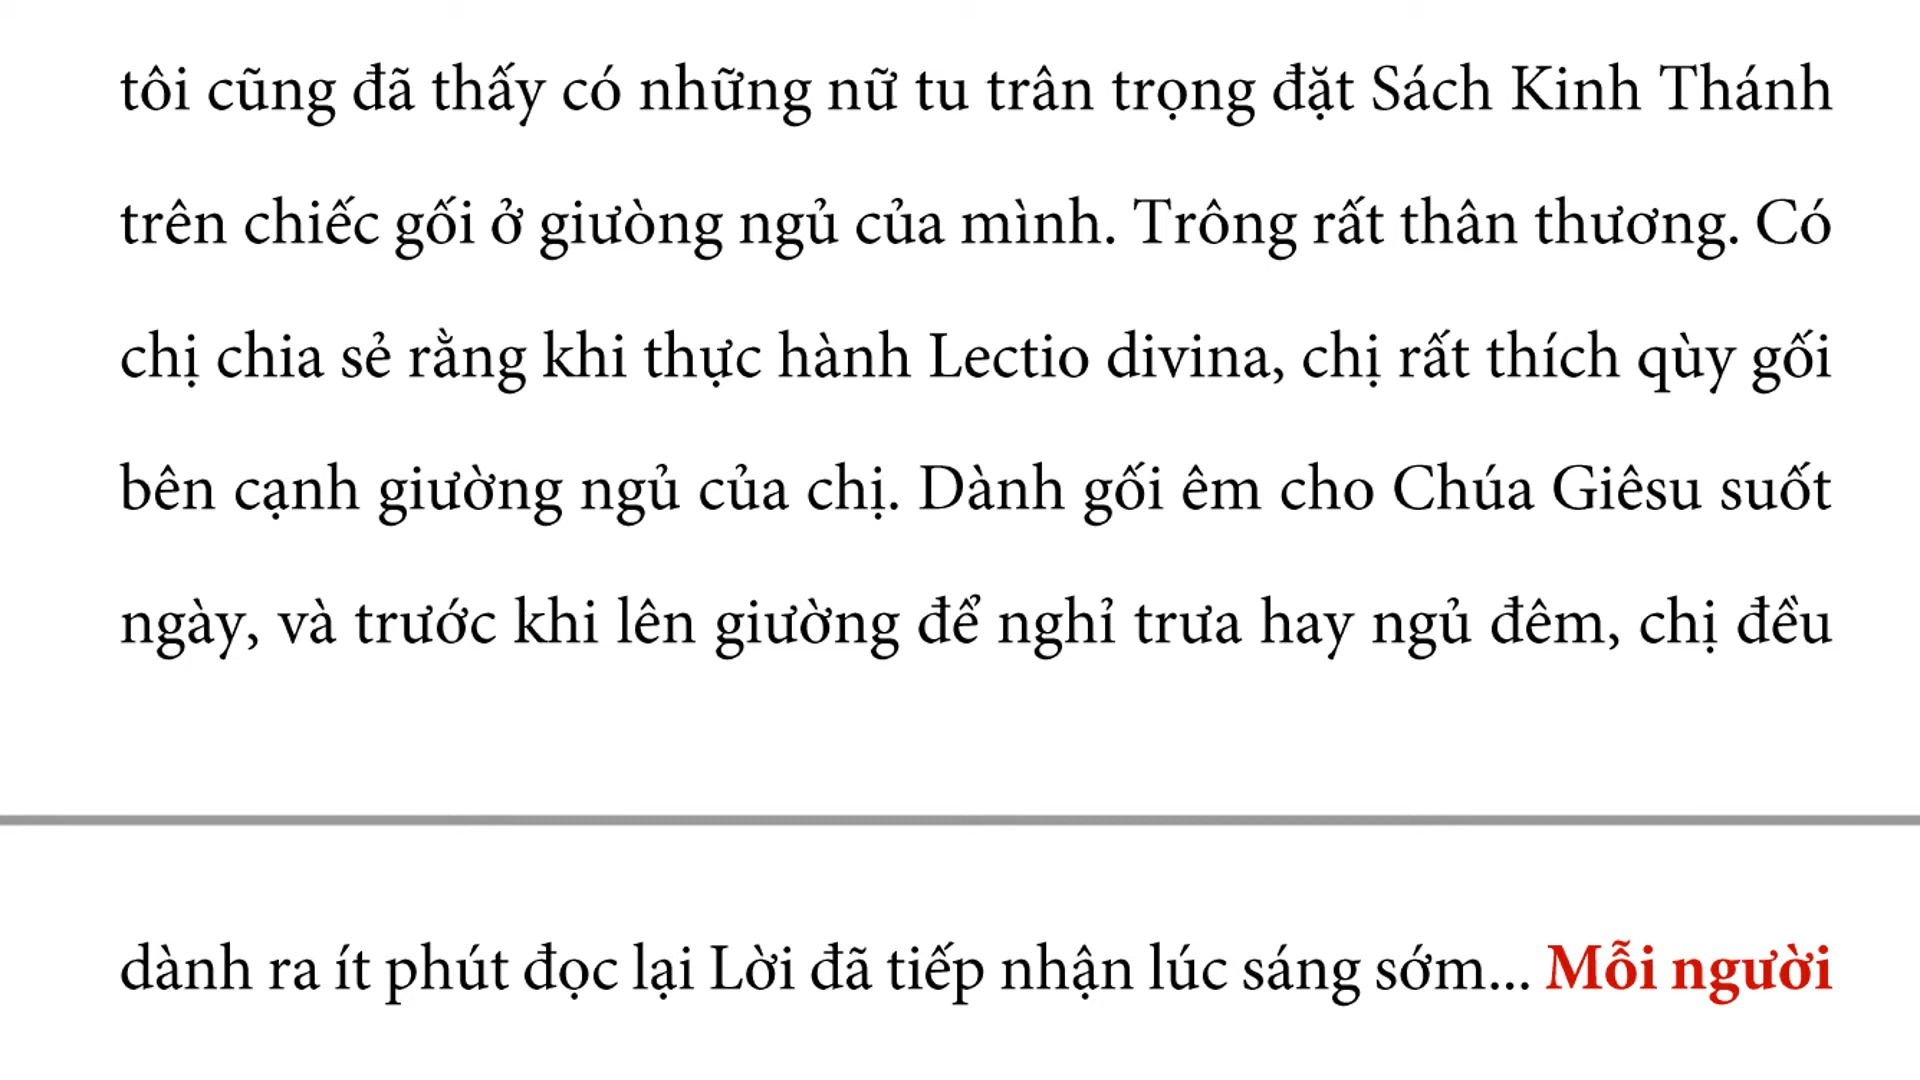 tôi cũng đã thấy có những nữ tu trân trọng đặt Sách Kinh Thánh
trên chiếc gối ở giưòng ngủ của mình. Trông rất thân thương. Có
chị chia sẻ rằng khi thực hành Lectio divina, chị rất thích qùy gối
bên cạnh giường ngủ của chị. Dành gối êm cho Chúa Giêsu suốt
ngày, và trước khi lên giường để nghỉ trưa hay ngủ đêm, chị đều
dành ra ít phút đọc lại Lời đã tiếp nhận lúc sáng sớm... Mỗi người